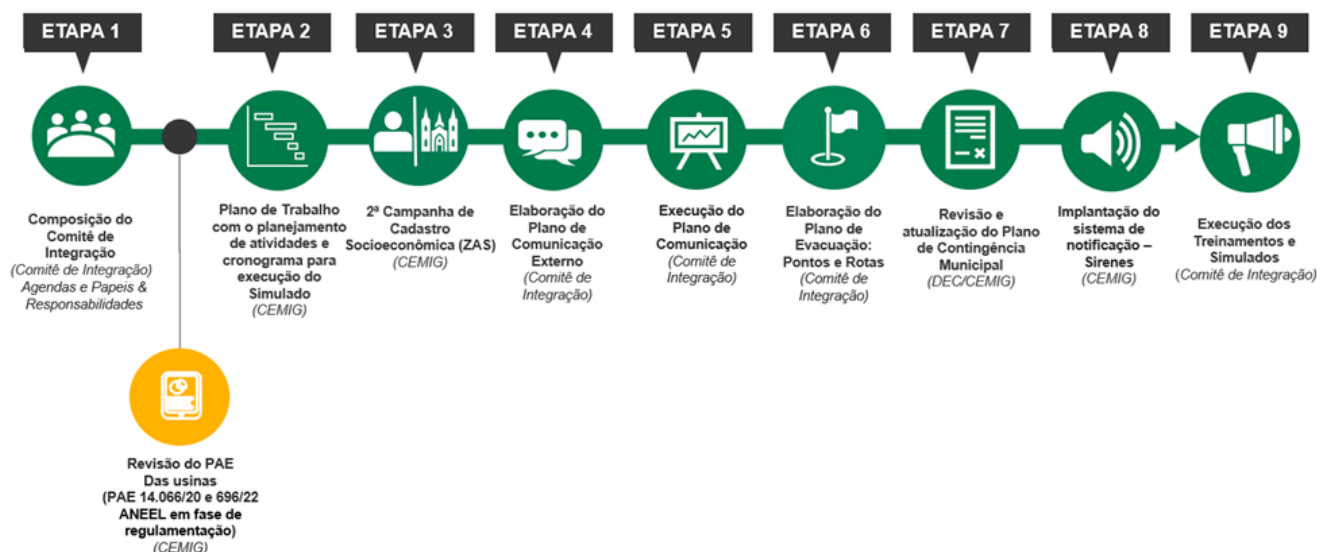 ETAPA 1
ETAPA 2
ETAPA 3
ETAPA 4
ETAPA 5
ETAPA 6
ETAPA 7
ETAPA 8
ETAPA 9
Composição do
Comitê de
Integração
(Comitê de Integração)
Agendas e Papeis &
Responsabilidades
Plano de Trabalho
com o planejamento
de atividades e
cronograma para
execução do
Simulado
(CEMIG)
2ª Campanha de
Cadastro
Socioeconômica (ZAS)
(CEMIG)
Elaboração do
Plano de
Comunicação
Externo
(Comitê de
Integração)
Execução do
Plano de
Comunicação
(Comitê de
Integração)
Elaboração do
Plano de
Evacuação:
Pontos e Rotas
(Comitê de
Integração)
Revisão e
atualização do Plano
de Contingência
Municipal
(DEC/CEMIG)
Implantação do
sistema de
notificação –
Sirenes
(CEMIG)
Execução dos
Treinamentos e
Simulados
(Comitê de Integração)
Revisão do PAE
Das usinas
(PAE 14.066/20 e 696/22
ANEEL em fase de
regulamentação)
(CEMIG)